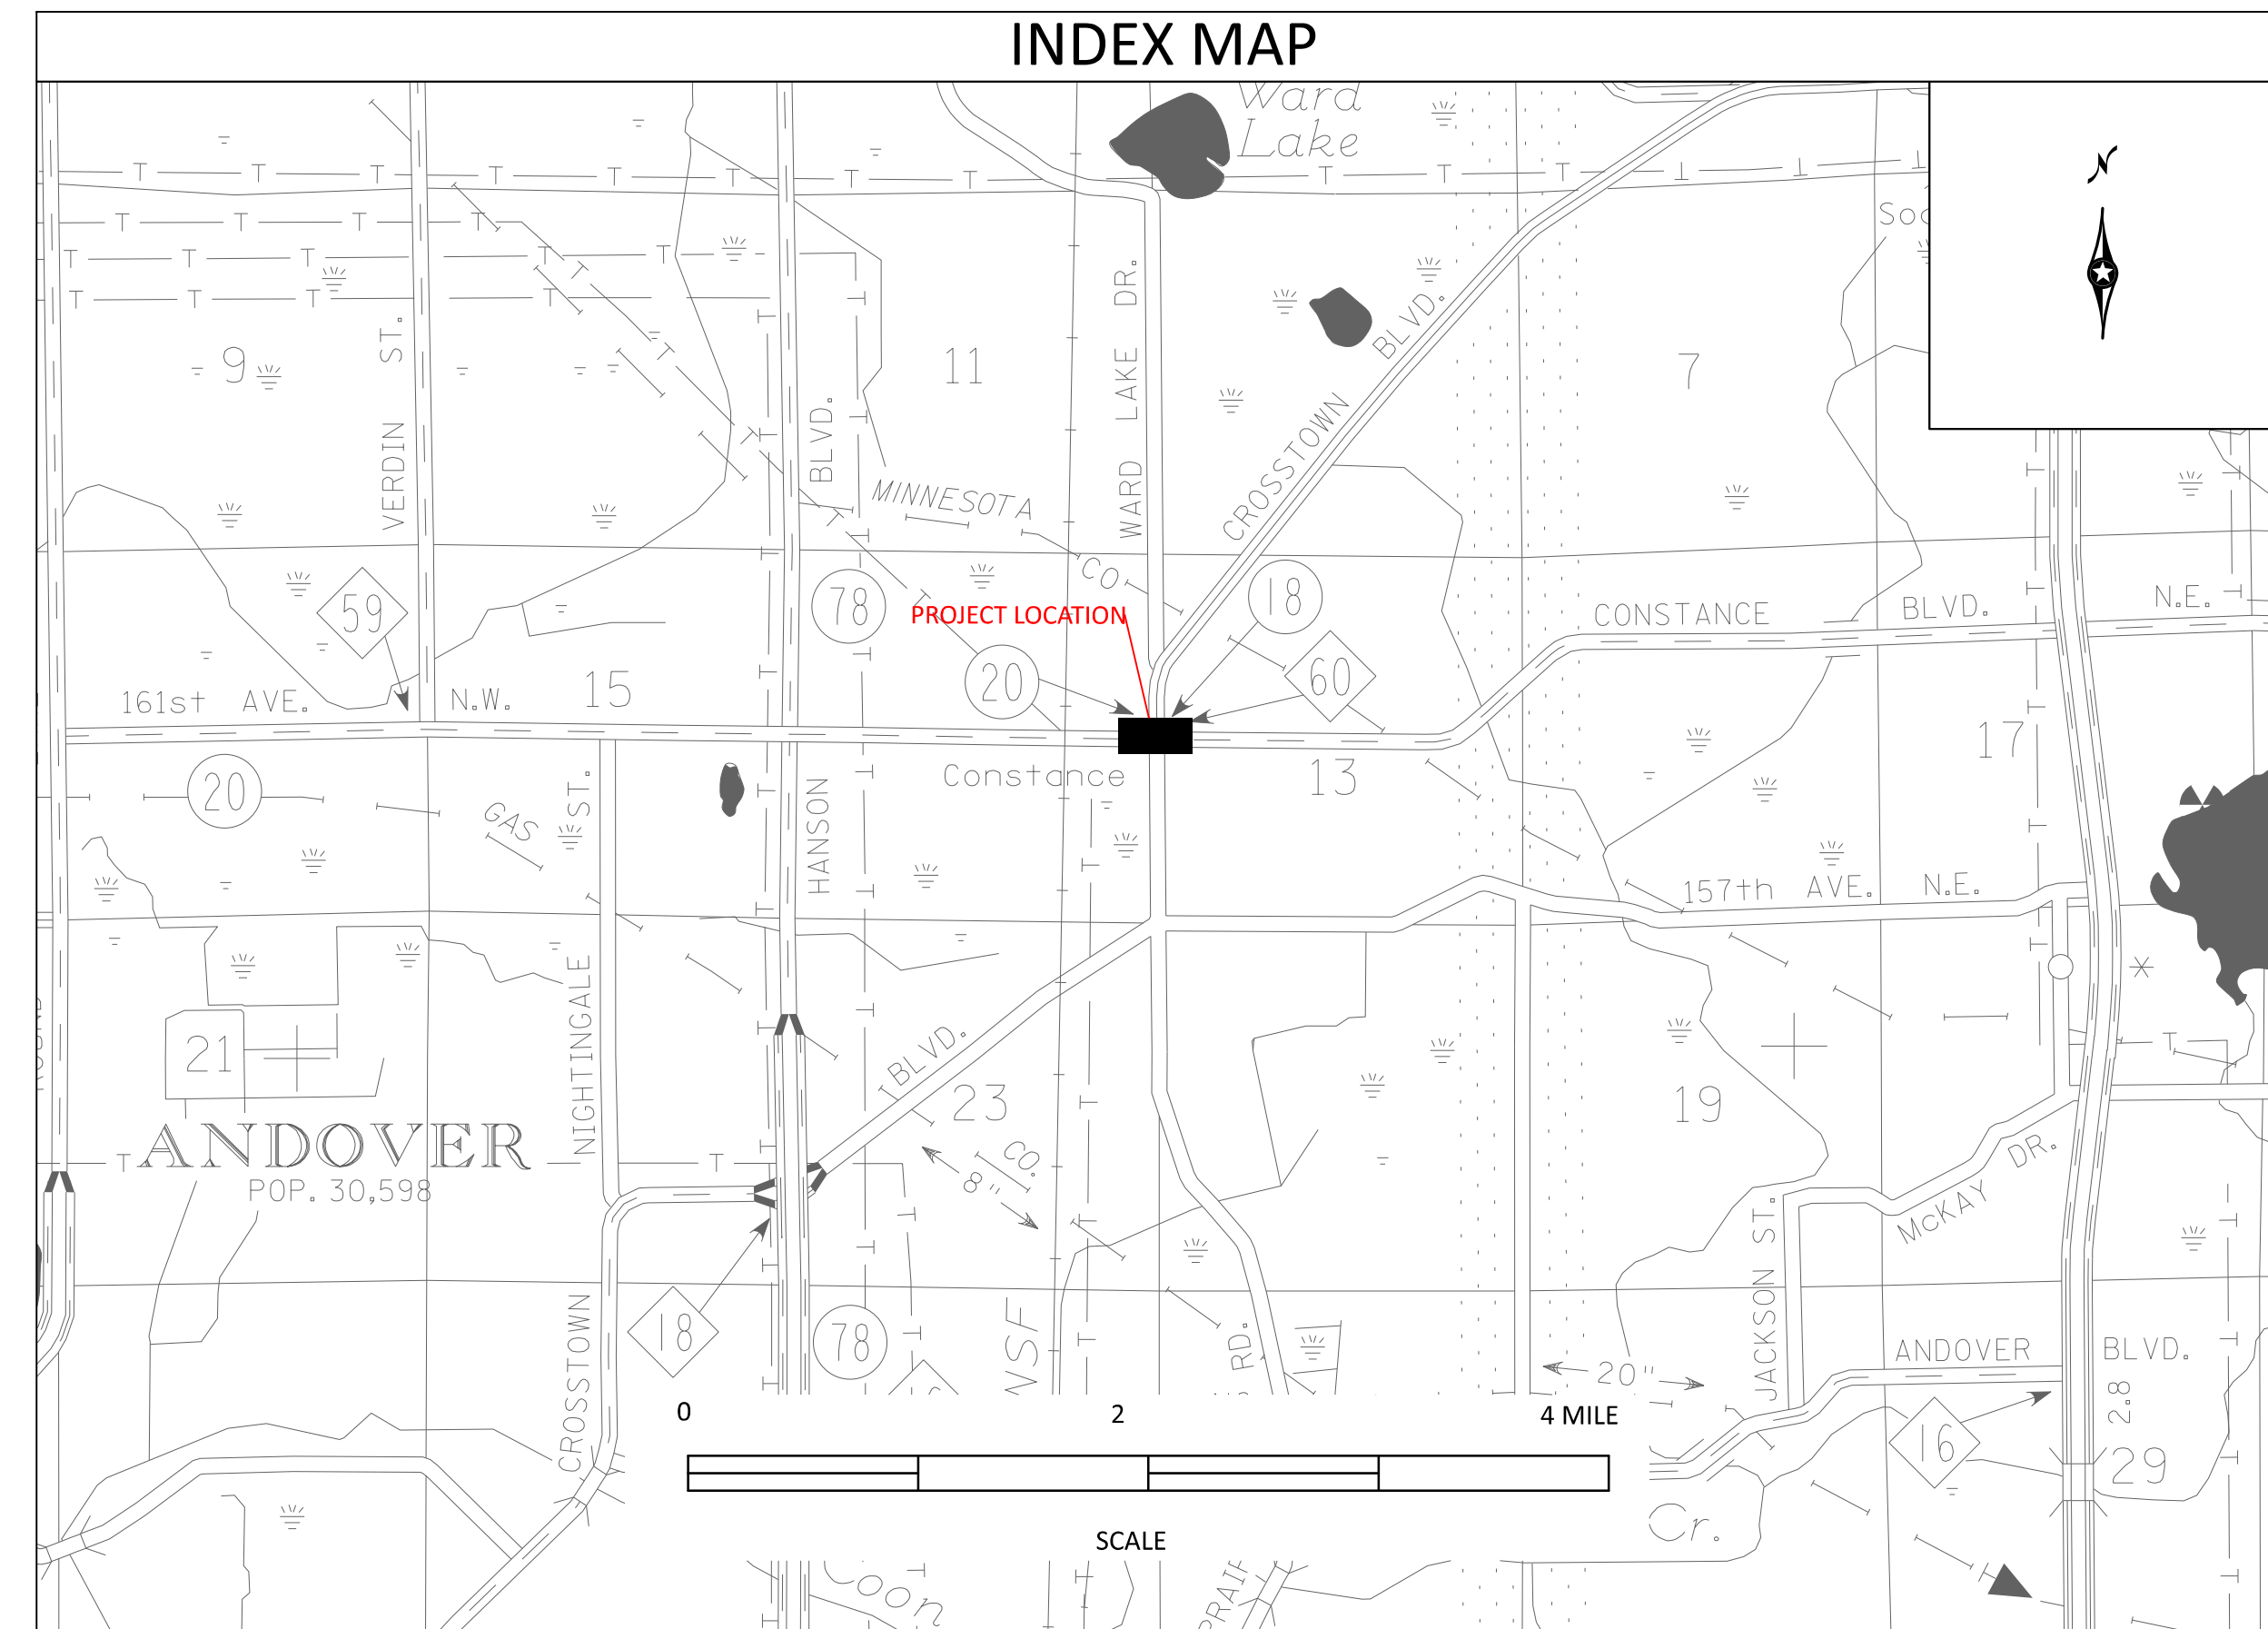 INDEX MAP
Ward
Lake
N
9
VERDIN ST.
11
BLVD.
WARD LAKE DR.
CROSSTOWN BLVD.
7
MINNESOTA
CO
59
78
PROJECT LOCATION
18
20
60
CONSTANCE BLVD. N.E.
161st AVE. N.W.
15
17
20
Constance
13
GAS
ST.
HANSON
157th AVE. N.E.
NIGHTINGALE
21
BLVD.
23
19
ANDOVER
POP. 30,598
CO.
8"
McKAY DR.
JACKSON ST.
CROSSTOWN
18
78
RD.
20"
ANDOVER BLVD.
2.8
16
29
0 2 4 MILE
SCALE
Cr.